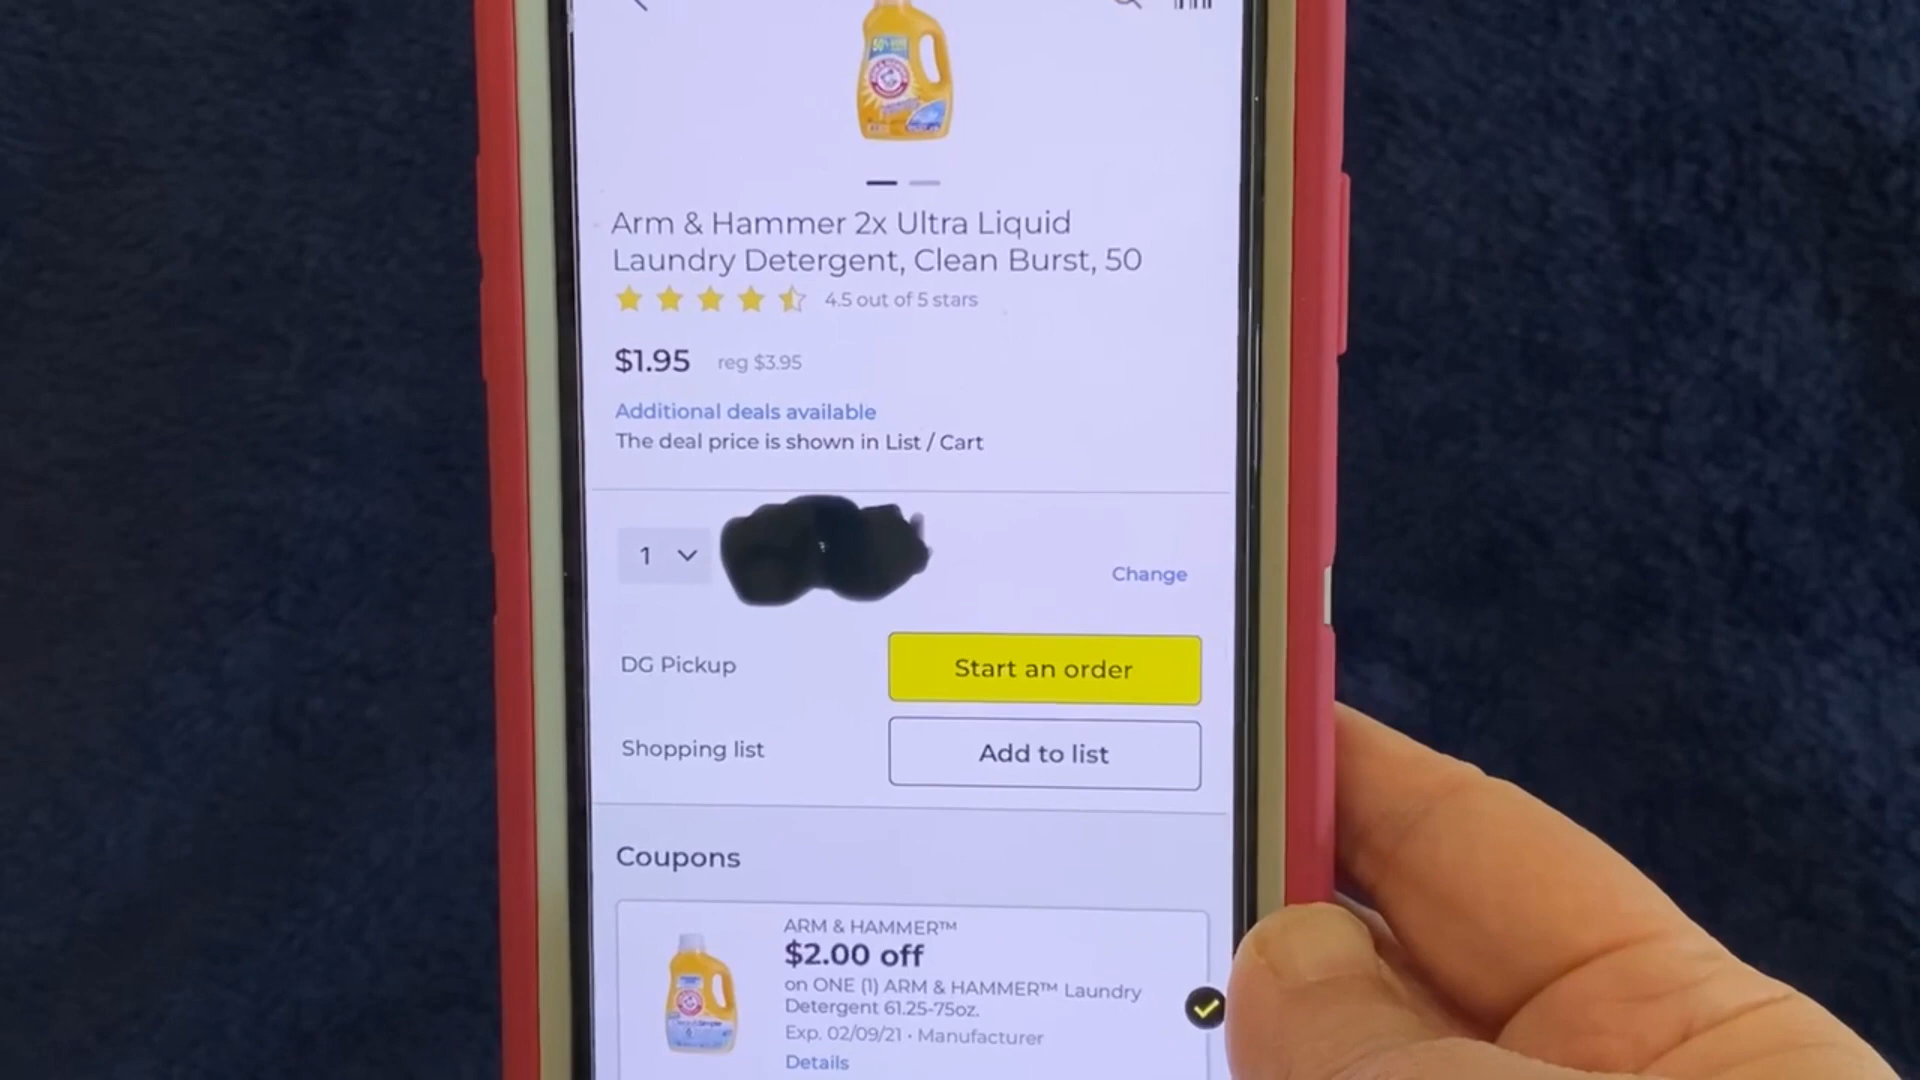 Arm & Hammer 2x Ultra Liquid
Laundry Detergent, Clean Burst, 50
4.5 out of 5 stars
$1.95 reg $3.95
Additional deals available
The deal price is shown in List / Cart
1
Change
DG Pickup
Start an order
Shopping list
Add to list
Coupons
ARM & HAMMER™
$2.00 off
on ONE (1) ARM & HAMMER™ Laundry
Detergent 61.25-75oz.
Exp. 02/09/21 • Manufacturer
Details